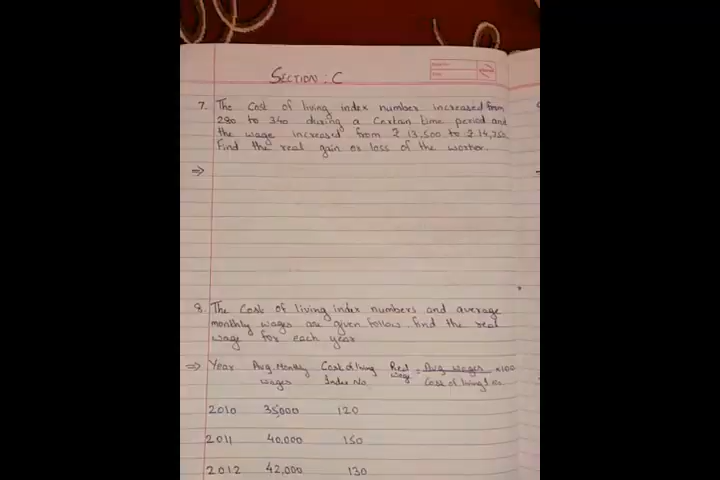 SECTION : C
7. The Cost of living index number increased from
280 to 340 during a Certain time period and
the wage increased from ₹ 13,500 to ₹ 14,750.
Find the real gain or loss of the worker.
⇒
8. The Cost of living index numbers and average
monthly wages are given follow. find the real
wage for each year
⇒ Year Avg. Monthly wages Cost of living Index No. Real wage = Avg. wages ×100
Cost of living
2010 35,000 120
2011 40,000 150
2012 42,000 130